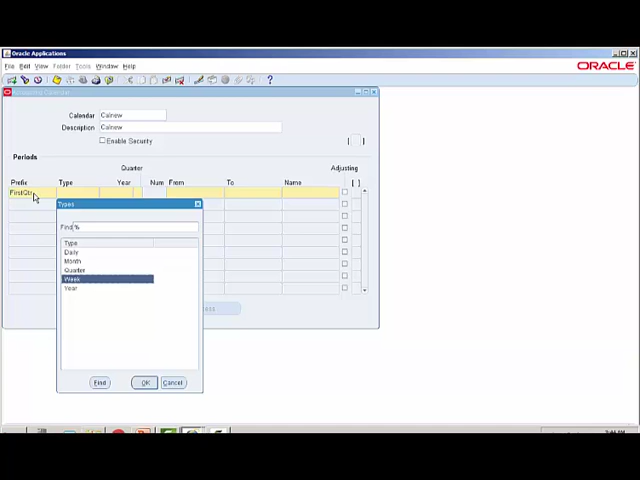 Oracle Applications
File Edit View Folder Tools Window Help
ORACLE
Accounting Calendar
Calendar Calnew
Description Calnew
Enable Security
[ ]
Periods
Quarter
Adjusting
Prefix Type Year Num From To Name [ ]
FirstQtr
Types
Find %
Type
Daily
Month
Quarter
Week
Year
Find OK Cancel